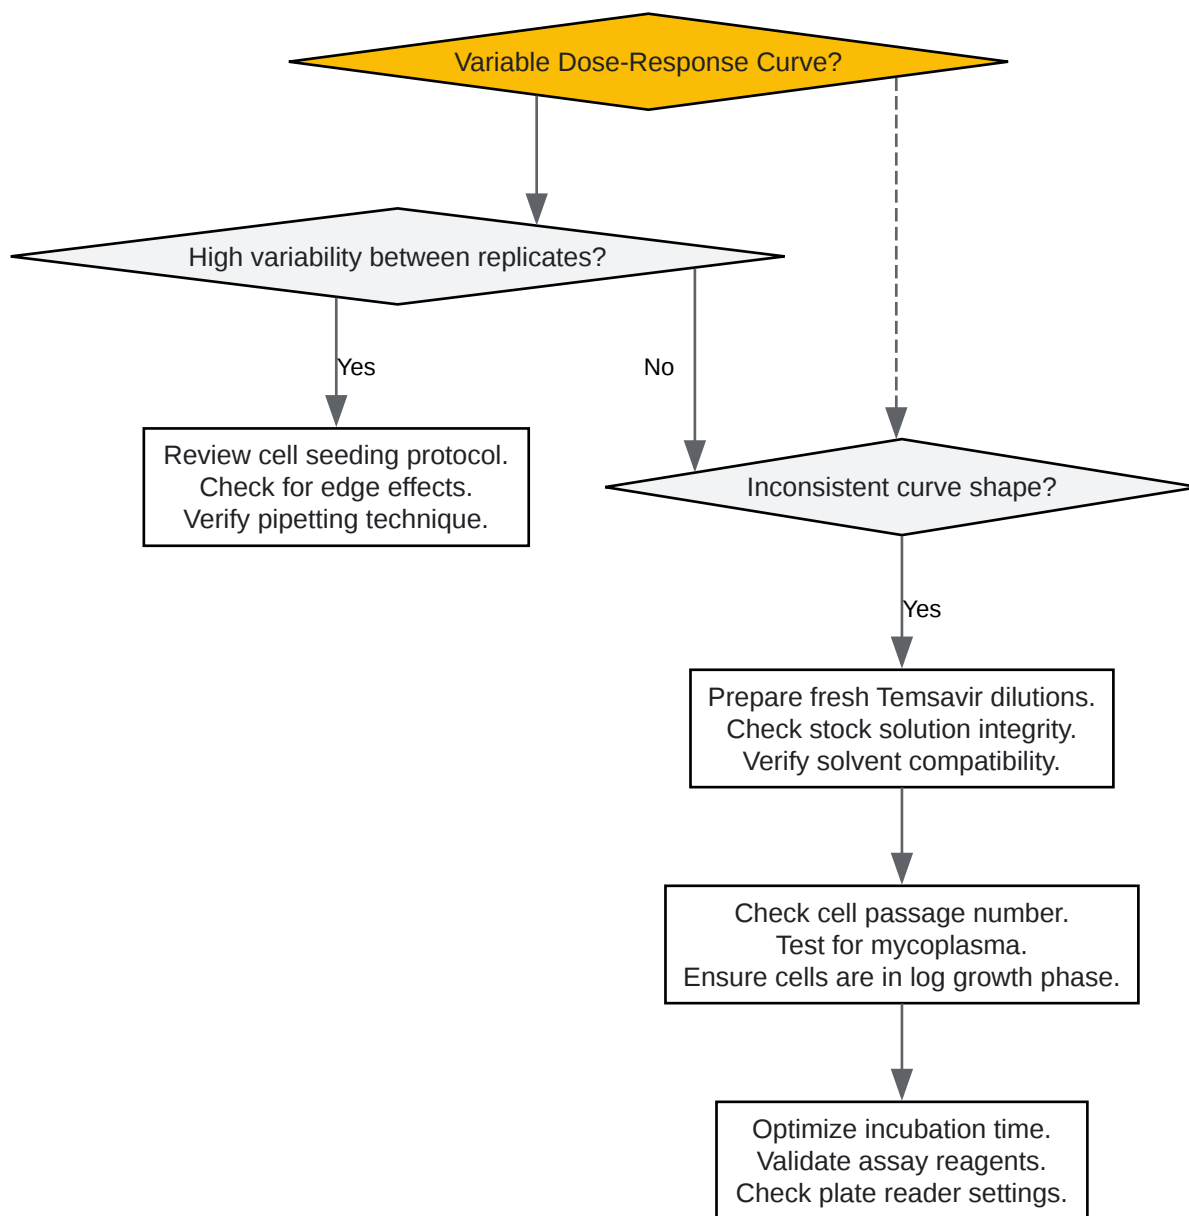 Variable Dose-Response Curve?
High variability between replicates?
Yes
No
Review cell seeding protocol.
Check for edge effects.
Verify pipetting technique.
Inconsistent curve shape?
Yes
Prepare fresh Temsavir dilutions.
Check stock solution integrity.
Verify solvent compatibility.
Check cell passage number.
Test for mycoplasma.
Ensure cells are in log growth phase.
Optimize incubation time.
Validate assay reagents.
Check plate reader settings.